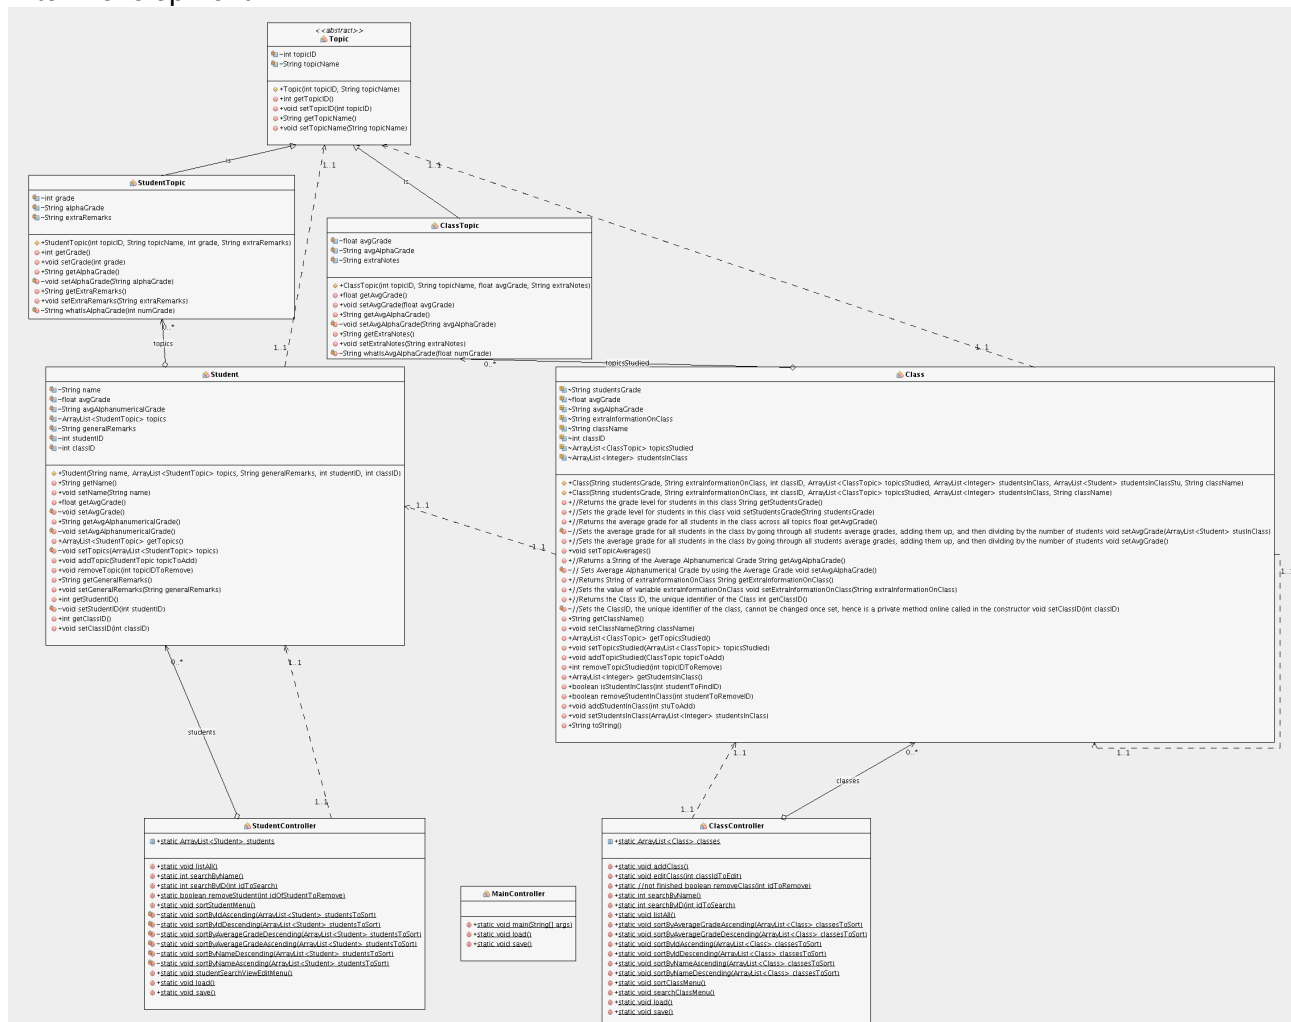 <<abstract>>
Topic
-int topicID
-String topicName
+Topic(int topicID, String topicName)
+int getTopicID()
+void setTopicID(int topicID)
+String getTopicName()
+void setTopicName(String topicName)
is
1..1
is
1..1
StudentTopic
-int grade
-String alphaGrade
-String extraRemarks
+StudentTopic(int topicID, String topicName, int grade, String extraRemarks)
+int getGrade()
+void setGrade(int grade)
+String getAlphaGrade()
-void setAlphaGrade(String alphaGrade)
+String getExtraRemarks()
+void setExtraRemarks(String extraRemarks)
-String whatIsAlphaGrade(int numGrade)
ClassTopic
-float avgGrade
-String avgAlphaGrade
-String extraNotes
+ClassTopic(int topicID, String topicName, float avgGrade, String extraNotes)
+float getAvgGrade()
+void setAvgGrade(float avgGrade)
+String getAvgAlphaGrade()
-void setAvgAlphaGrade(String avgAlphaGrade)
+String getExtraNotes()
+void setExtraNotes(String extraNotes)
-String whatIsAvgAlphaGrade(float numGrade)
0..*
topics
1..1
0..*
topicsStudied
1..1
Student
-String name
-float avgGrade
-String avgAlphanumericalGrade
-ArrayList<StudentTopic> topics
-String generalRemarks
-int studentID
-int classID
+Student(String name, ArrayList<StudentTopic> topics, String generalRemarks, int studentID, int classID)
+String getName()
+void setName(String name)
+float getAvgGrade()
-void setAvgGrade()
+String getAvgAlphanumericalGrade()
-void setAvgAlphanumericalGrade()
+ArrayList<StudentTopic> getTopics()
-void setTopics(ArrayList<StudentTopic> topics)
+void addTopic(StudentTopic topicToAdd)
+void removeTopic(int topicIDToRemove)
+String getGeneralRemarks()
+void setGeneralRemarks(String generalRemarks)
+int getStudentID()
-void setStudentID(int studentID)
+int getClassID()
+void setClassID(int classID)
1..1
1..1
Class
~String studentsGrade
~float avgGrade
~String avgAlphaGrade
~String extraInformationOnClass
~String className
~int classID
~ArrayList<ClassTopic> topicsStudied
~ArrayList<Integer> studentsInClass
+Class(String studentsGrade, String extraInformationOnClass, int classID, ArrayList<ClassTopic> topicsStudied, ArrayList<Integer> studentsInClass, ArrayList<Student> studentsInClassStu, String className)
+Class(String studentsGrade, String extraInformationOnClass, int classID, ArrayList<ClassTopic> topicsStudied, ArrayList<Integer> studentsInClass, String className)
+//Returns the grade level for students in this class String getStudentsGrade()
+//Sets the grade level for students in this class void setStudentsGrade(String studentsGrade)
+//Returns the average grade for all students in the class across all topics float getAvgGrade()
-//Sets the average grade for all students in the class by going through all students average grades, adding them up, and then dividing by the number of students void setAvgGrade(ArrayList<Student> stusInClass)
+//Sets the average grade for all students in the class by going through all students average grades, adding them up, and then dividing by the number of students void setAvgGrade()
+void setTopicAverages()
+//Returns a String of the Average Alphanumerical Grade String getAvgAlphaGrade()
-// Sets Average Alphanumerical Grade by using the Average Grade void setAvgAlphaGrade()
+//Returns String of extraInformationOnClass String getExtraInformationOnClass()
+//Sets the value of variable extraInformationOnClass void setExtraInformationOnClass(String extraInformationOnClass)
+//Returns the Class ID, the unique identifier of the Class int getClassID()
-//Sets the ClassID, the unique identifier of the class, cannot be changed once set, hence is a private method online called in the constructor void setClassID(int classID)
+String getClassName()
+void setClassName(String className)
+ArrayList<ClassTopic> getTopicsStudied()
+void setTopicsStudied(ArrayList<ClassTopic> topicsStudied)
+void addTopicStudied(ClassTopic topicToAdd)
+int removeTopicStudied(int topicIDToRemove)
+ArrayList<Integer> getStudentsInClass()
+boolean isStudentInClass(int studentToFindID)
+boolean removeStudentInClass(int studentToRemoveID)
+void addStudentInClass(int stuToAdd)
+void setStudentsInClass(ArrayList<Integer> studentsInClass)
+String toString()
0..*
1..1
students
1..1
1..1
0..*
1..1
classes
1..1
StudentController
+static ArrayList<Student> students
+static void listAll()
+static int searchByName()
+static int searchByID(int idToSearch)
+static boolean removeStudent(int idOfStudentToRemove)
+static void sortStudentMenu()
-static void sortByIdAscending(ArrayList<Student> studentsToSort)
-static void sortByIdDescending(ArrayList<Student> studentsToSort)
-static void sortByAverageGradeDescending(ArrayList<Student> studentsToSort)
-static void sortByAverageGradeAscending(ArrayList<Student> studentsToSort)
-static void sortByNameDescending(ArrayList<Student> studentsToSort)
-static void sortByNameAscending(ArrayList<Student> studentsToSort)
+static void studentSearchViewEditMenu()
+static void load()
+static void save()
MainController
+static void main(String[] args)
+static void load()
+static void save()
ClassController
+static ArrayList<Class> classes
+static void addClass()
+static void editClass(int classIdToEdit)
+static //not finished boolean removeClass(int idToRemove)
+static int searchByName()
+static int searchByID(int idToSearch)
+static void listAll()
+static void sortByAverageGradeAscending(ArrayList<Class> classesToSort)
+static void sortByAverageGradeDescending(ArrayList<Class> classesToSort)
+static void sortByIdAscending(ArrayList<Class> classesToSort)
+static void sortByIdDescending(ArrayList<Class> classesToSort)
+static void sortByNameAscending(ArrayList<Class> classesToSort)
+static void sortByNameDescending(ArrayList<Class> classesToSort)
+static void sortClassMenu()
+static void searchClassMenu()
+static void load()
+static void save()